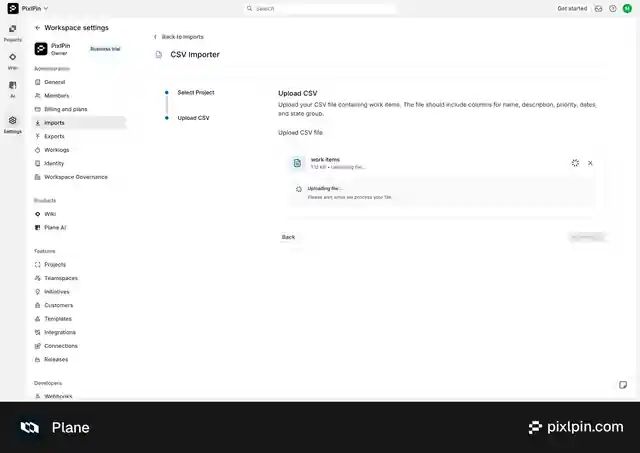 PixlPin
Search
Get started
Projects
Wiki
AI
Settings
Workspace settings
PixlPin
Owner
Business trial
Administration
General
Members
Billing and plans
Imports
Exports
Worklogs
Identity
Workspace Governance
Products
Wiki
Plane AI
Features
Projects
Teamspaces
Initiatives
Customers
Templates
Integrations
Connections
Releases
Developers
Webhooks
Back to imports
CSV Importer
Select Project
Upload CSV
Upload CSV
Upload your CSV file containing work items. The file should include columns for name, description, priority, dates,
and state group.
Upload CSV file
work-items
Uploading file...
Please wait while we process your file.
Back
Plane
pixlpin.com